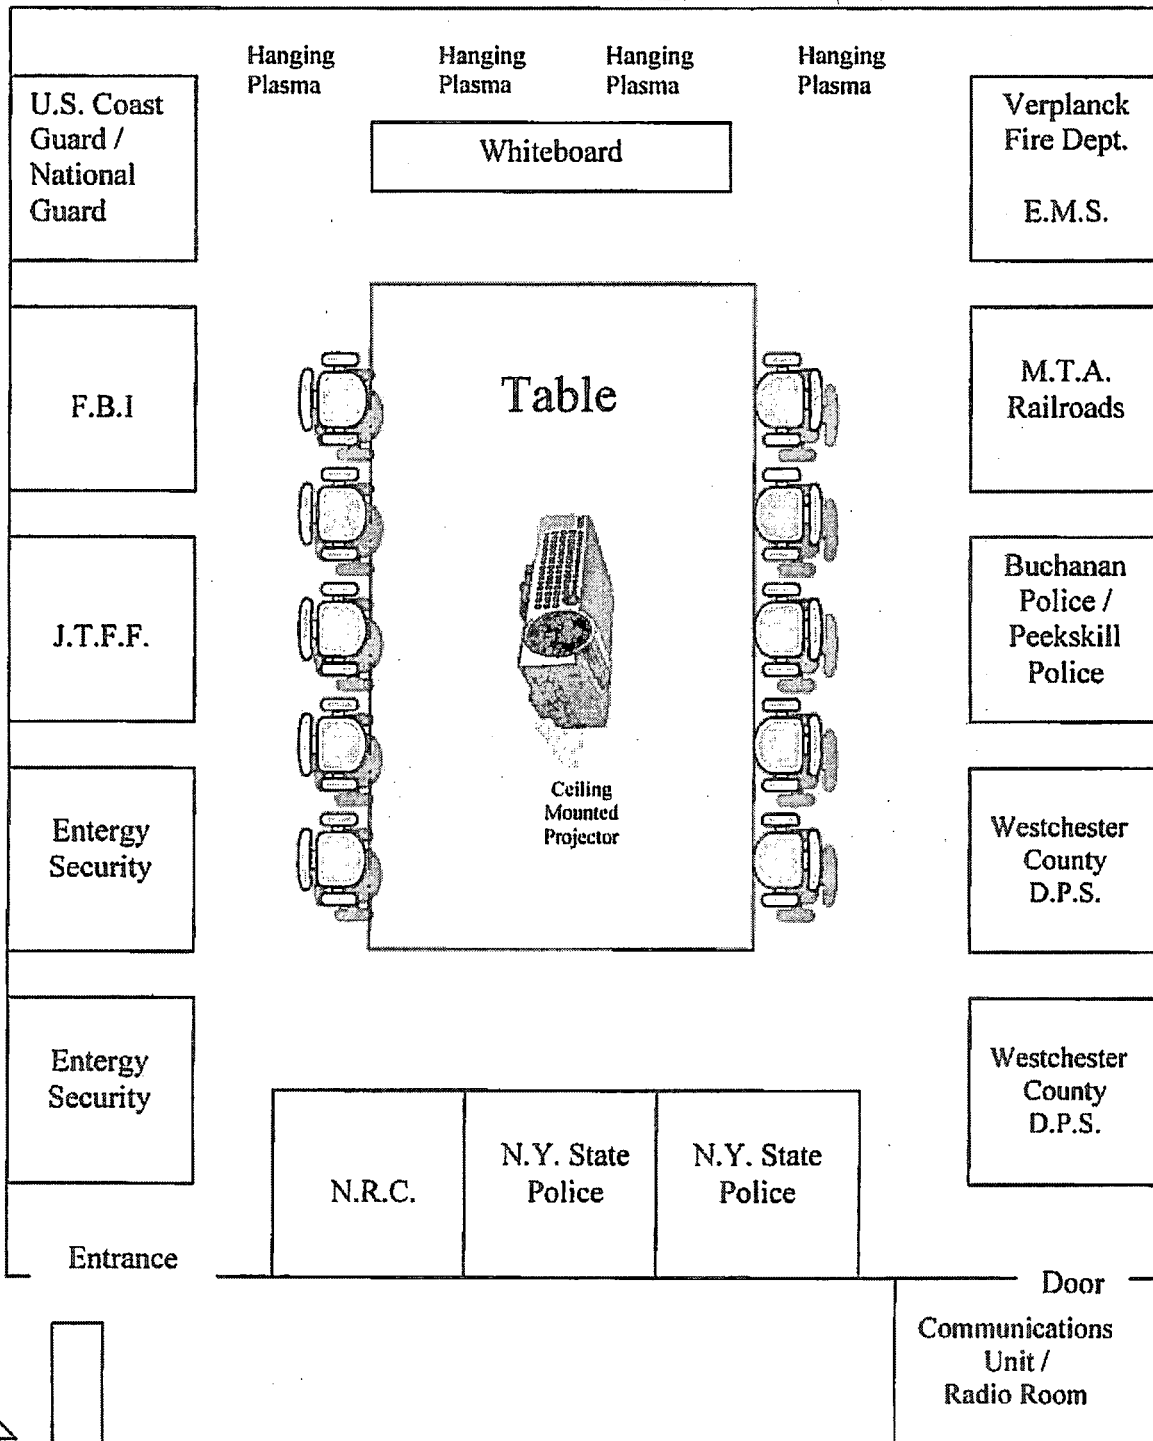 Hanging
Plasma
Hanging
Plasma
Hanging
Plasma
Hanging
Plasma
U.S. Coast
Guard /
National
Guard
Whiteboard
Verplanck
Fire Dept.
E.M.S.
F.B.I
Table
M.T.A.
Railroads
J.T.F.F.
Buchanan
Police /
Peekskill
Police
Ceiling
Mounted
Projector
Entergy
Security
Westchester
County
D.P.S.
Entergy
Security
Westchester
County
D.P.S.
N.R.C.
N.Y. State
Police
N.Y. State
Police
Entrance
Door
Communications
Unit /
Radio Room